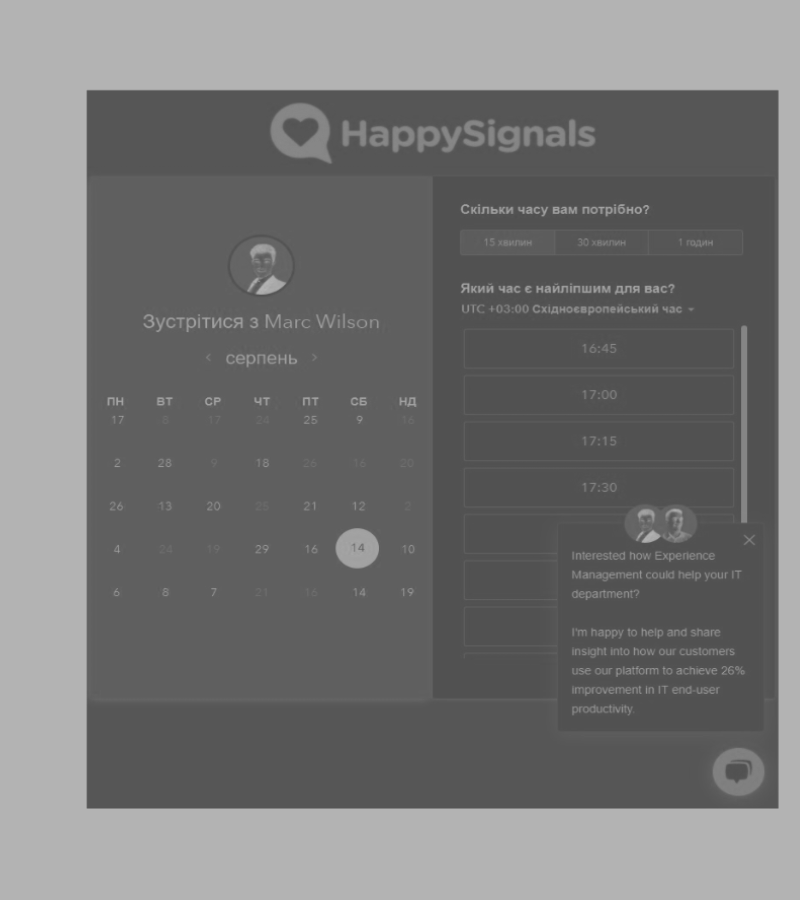 HappySignals
Зустрітися з Marc Wilson
серпень
ПН ВТ СР ЧТ ПТ СБ НД
17 8 17 24 25 9 16
2 28 9 18 26 16 20
26 13 20 25 21 12 2
4 24 19 29 16 14 10
6 8 7 21 16 14 19
Скільки часу вам потрібно?
15 хвилин 30 хвилин 1 годин
Який час є найліпшим для вас?
UTC +03:00 Східноєвропейський час
16:45
17:00
17:15
17:30
Interested how Experience
Management could help your IT
department?
I'm happy to help and share
insight into how our customers
use our platform to achieve 26%
improvement in IT end-user
productivity.